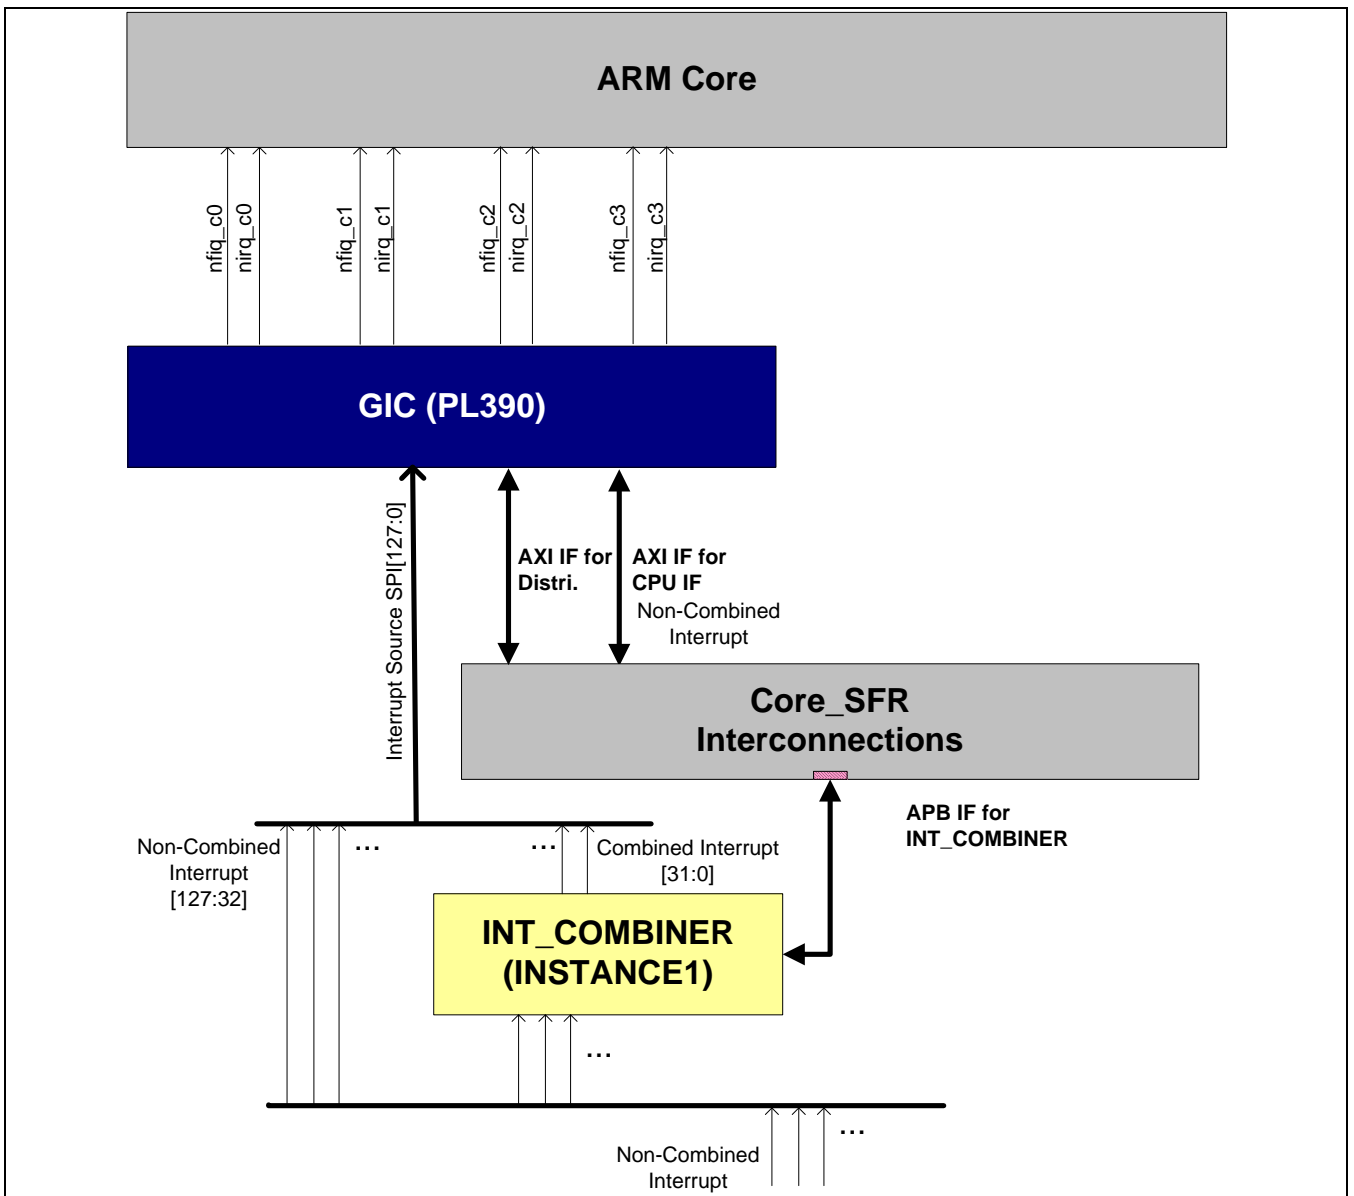 ARM Core
nfiq_c0
nirq_c0
nfiq_c1
nirq_c1
nfiq_c2
nirq_c2
nfiq_c3
nirq_c3
GIC (PL390)
Interrupt Source SPI[127:0]
AXI IF for
Distri.
AXI IF for
CPU IF
Non-Combined
Interrupt
Core_SFR
Interconnections
APB IF for
INT_COMBINER
Non-Combined
Interrupt
[127:32]
...
...
Combined Interrupt
[31:0]
INT_COMBINER
(INSTANCE1)
...
...
Non-Combined
Interrupt